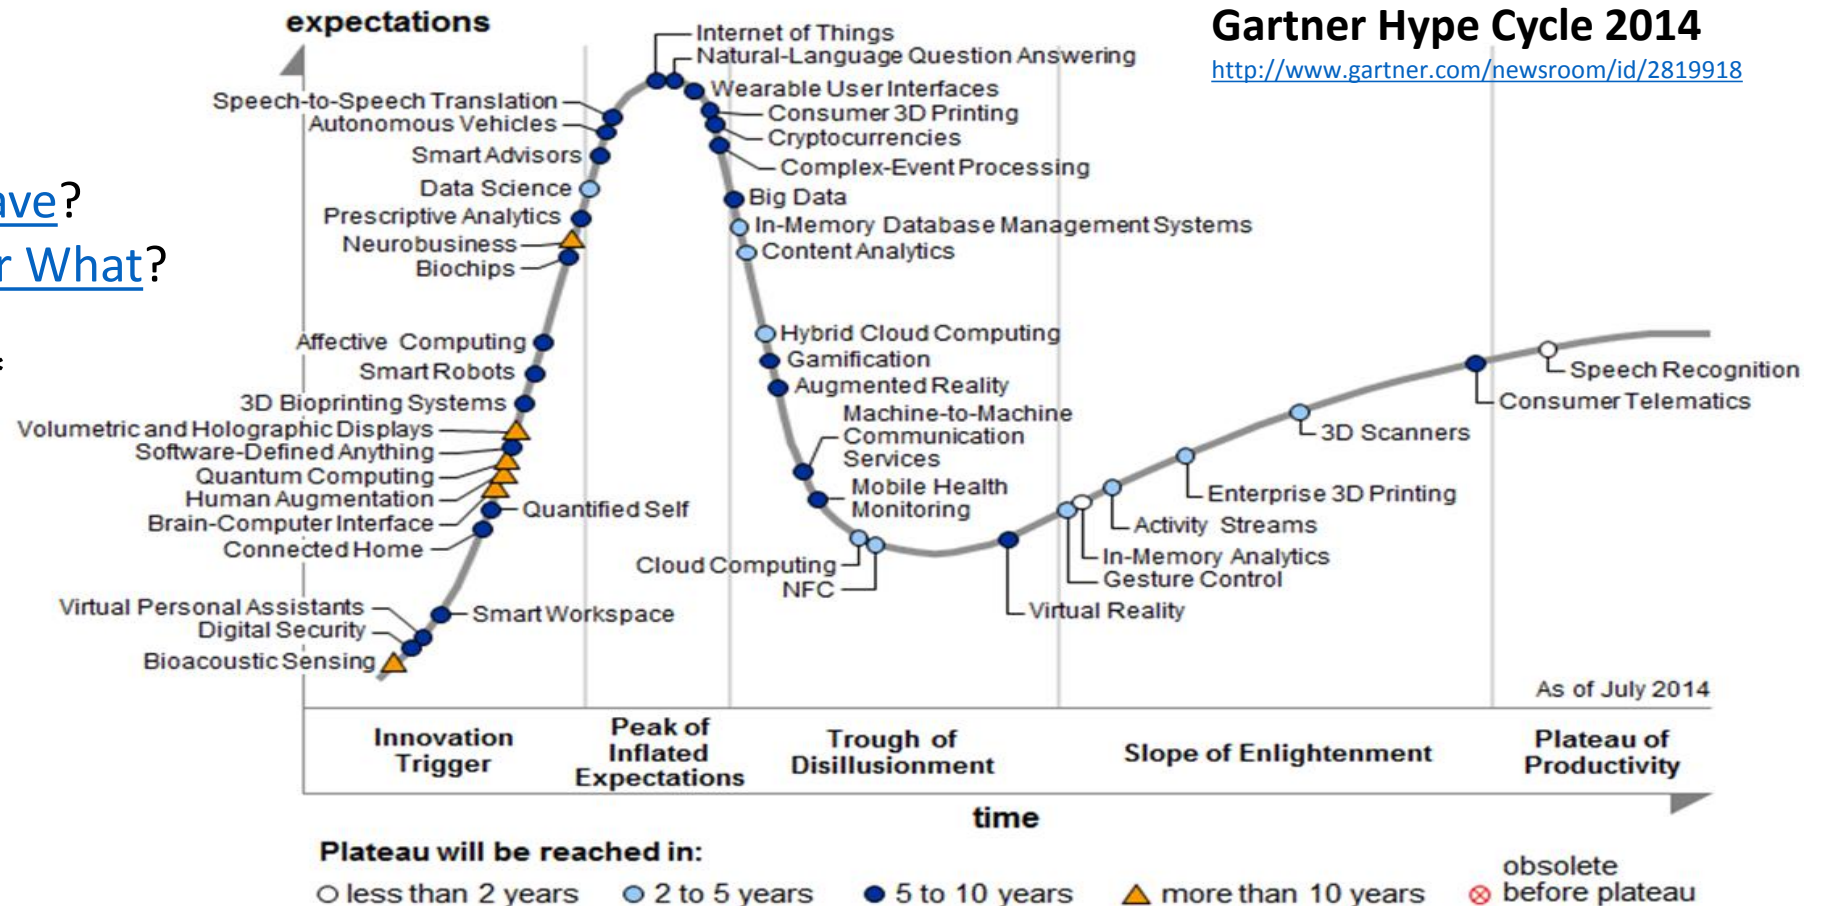 expectations
Gartner Hype Cycle 2014
http://www.gartner.com/newsroom/id/2819918
ave?
r What?
Internet of Things
Natural-Language Question Answering
Wearable User Interfaces
Consumer 3D Printing
Cryptocurrencies
Complex-Event Processing
Speech-to-Speech Translation
Autonomous Vehicles
Smart Advisors
Data Science
Prescriptive Analytics
Neurobusiness
Biochips
Big Data
In-Memory Database Management Systems
Content Analytics
Affective Computing
Smart Robots
3D Bioprinting Systems
Volumetric and Holographic Displays
Software-Defined Anything
Quantum Computing
Human Augmentation
Brain-Computer Interface
Quantified Self
Connected Home
Virtual Personal Assistants
Smart Workspace
Digital Security
Bioacoustic Sensing
Hybrid Cloud Computing
Gamification
Augmented Reality
Machine-to-Machine
Communication
Services
Mobile Health
Monitoring
Cloud Computing
NFC
Virtual Reality
Speech Recognition
Consumer Telematics
3D Scanners
Enterprise 3D Printing
Activity Streams
In-Memory Analytics
Gesture Control
As of July 2014
Innovation
Trigger
Peak of
Inflated
Expectations
Trough of
Disillusionment
Slope of Enlightenment
Plateau of
Productivity
time
Plateau will be reached in:
less than 2 years
2 to 5 years
5 to 10 years
more than 10 years
obsolete
before plateau